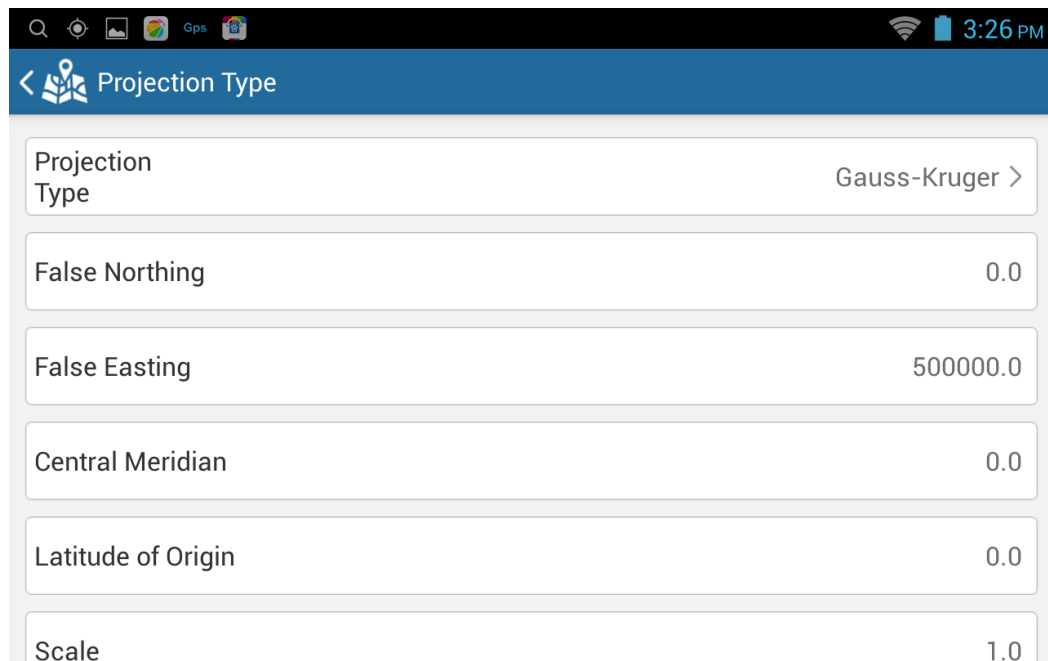 Gps
3:26 PM
Projection Type
Projection
Type
Gauss-Kruger
False Northing
0.0
False Easting
500000.0
Central Meridian
0.0
Latitude of Origin
0.0
Scale
1.0